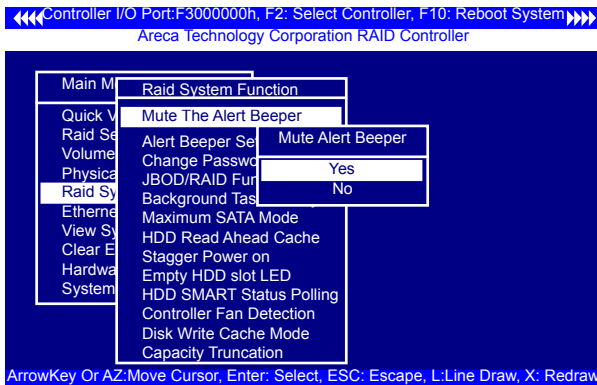 Controller I/O Port:F3000000h, F2: Select Controller, F10: Reboot System
Areca Technology Corporation RAID Controller
Main M
Quick V
Raid Se
Volume
Physica
Raid Sy
Etherne
View Sy
Clear E
Hardwa
System
Raid System Function
Mute The Alert Beeper
Alert Beeper Se
Change Passwo
JBOD/RAID Fun
Background Tas
Maximum SATA Mode
HDD Read Ahead Cache
Stagger Power on
Empty HDD slot LED
HDD SMART Status Polling
Controller Fan Detection
Disk Write Cache Mode
Capacity Truncation
Mute Alert Beeper
Yes
No
ArrowKey Or AZ:Move Cursor, Enter: Select, ESC: Escape, L:Line Draw, X: Redraw